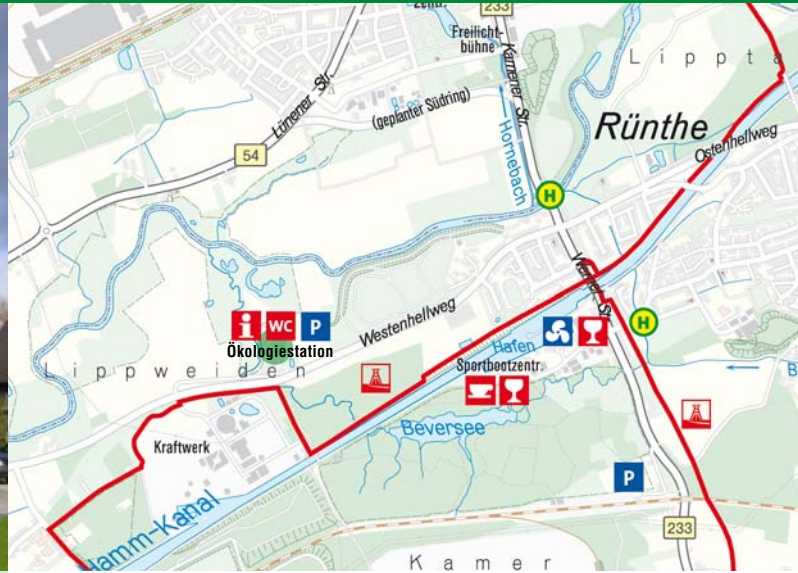 233
Zentr.
Freilicht-
bühne
Kamener Str.
Lippta
Lünener Str.
(geplanter Südring)
Hornebach
Rünthe
Ostenhellweg
54
H
Werner Str.
i WC P
Ökologiestation
Westenhellweg
H
Hafen
Lippweiden
Sportbootzentr.
Beversee
B
Kraftwerk
P
Hamm-Kanal
233
Kamer